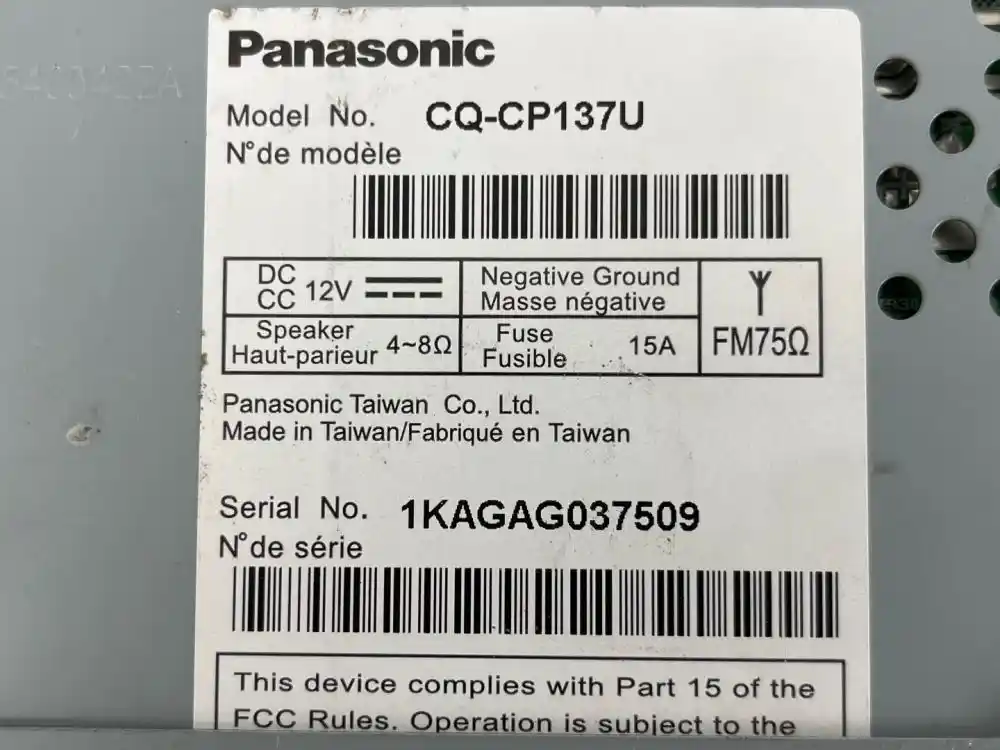 Panasonic
Model No. CQ-CP137U
N°de modèle
DC
CC 12V
Negative Ground
Masse négative
Speaker
Haut-parieur 4~8Ω
Fuse
Fusible 15A
FM75Ω
Panasonic Taiwan Co., Ltd.
Made in Taiwan/Fabriqué en Taiwan
Serial No. 1KAGAG037509
N°de série
This device complies with Part 15 of the
FCC Rules. Operation is subject to the